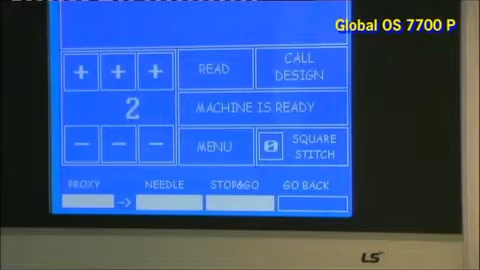 Global OS 7700 P
+ + + READ CALL DESIGN
2 MACHINE IS READY
- - - MENU 0 SQUARE STITCH
PROXY NEEDLE STOP&GO GO BACK
->
LS